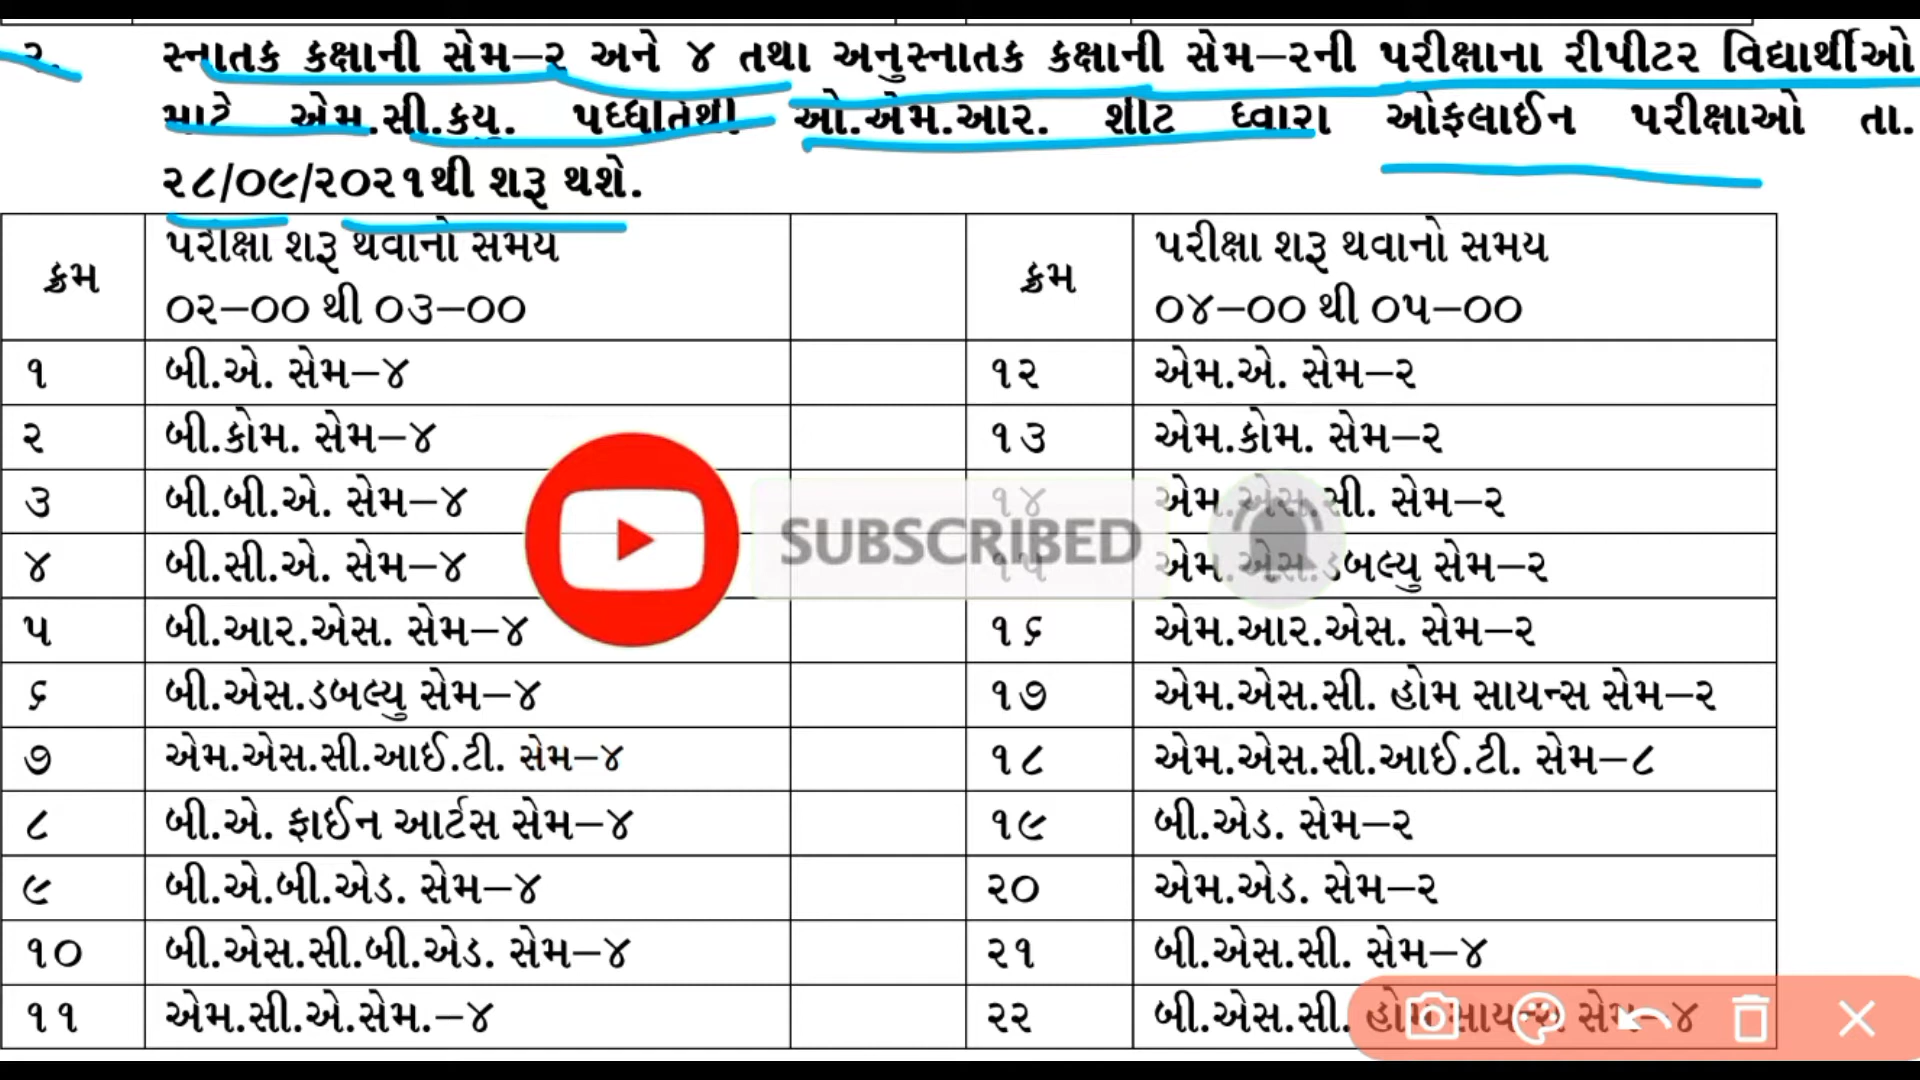 ૨. સ્નાતક કક્ષાની સેમ–૨ અને ૪ તથા અનુસ્નાતક કક્ષાની સેમ–૨ની પરીક્ષાના રીપીટર વિદ્યાર્થીઓ
માટે એમ.સી.કયુ. પધ્ધતિથી ઓ.એમ.આર. શીટ ધ્વારા ઓફલાઈન પરીક્ષાઓ તા.
૨૮/૦૯/૨૦૨૧થી શરૂ થશે.
ક્રમ પરીક્ષા શરૂ થવાનો સમય ક્રમ પરીક્ષા શરૂ થવાનો સમય
૦૨–૦૦ થી ૦૩–૦૦ ૦૪–૦૦ થી ૦૫–૦૦
૧ બી.એ. સેમ–૪ ૧૨ એમ.એ. સેમ–૨
૨ બી.કોમ. સેમ–૪ ૧૩ એમ.કોમ. સેમ–૨
૩ બી.બી.એ. સેમ–૪ ૧૪ એમ.એસ.સી. સેમ–૨
SUBSCRIBED
૪ બી.સી.એ. સેમ–૪ ૧૫ એમ.એસ.ડબલ્યુ સેમ–૨
૫ બી.આર.એસ. સેમ–૪ ૧૬ એમ.આર.એસ. સેમ–૨
૬ બી.એસ.ડબલ્યુ સેમ–૪ ૧૭ એમ.એસ.સી. હોમ સાયન્સ સેમ–૨
૭ એમ.એસ.સી.આઈ.ટી. સેમ–૪ ૧૮ એમ.એસ.સી.આઈ.ટી. સેમ–૮
૮ બી.એ. ફાઈન આર્ટસ સેમ–૪ ૧૯ બી.એડ. સેમ–૨
૯ બી.એ.બી.એડ. સેમ–૪ ૨૦ એમ.એડ. સેમ–૨
૧૦ બી.એસ.સી.બી.એડ. સેમ–૪ ૨૧ બી.એસ.સી. સેમ–૪
૧૧ એમ.સી.એ.સેમ.–૪ ૨૨ બી.એસ.સી. હોમ સાયન્સ સેમ–૪